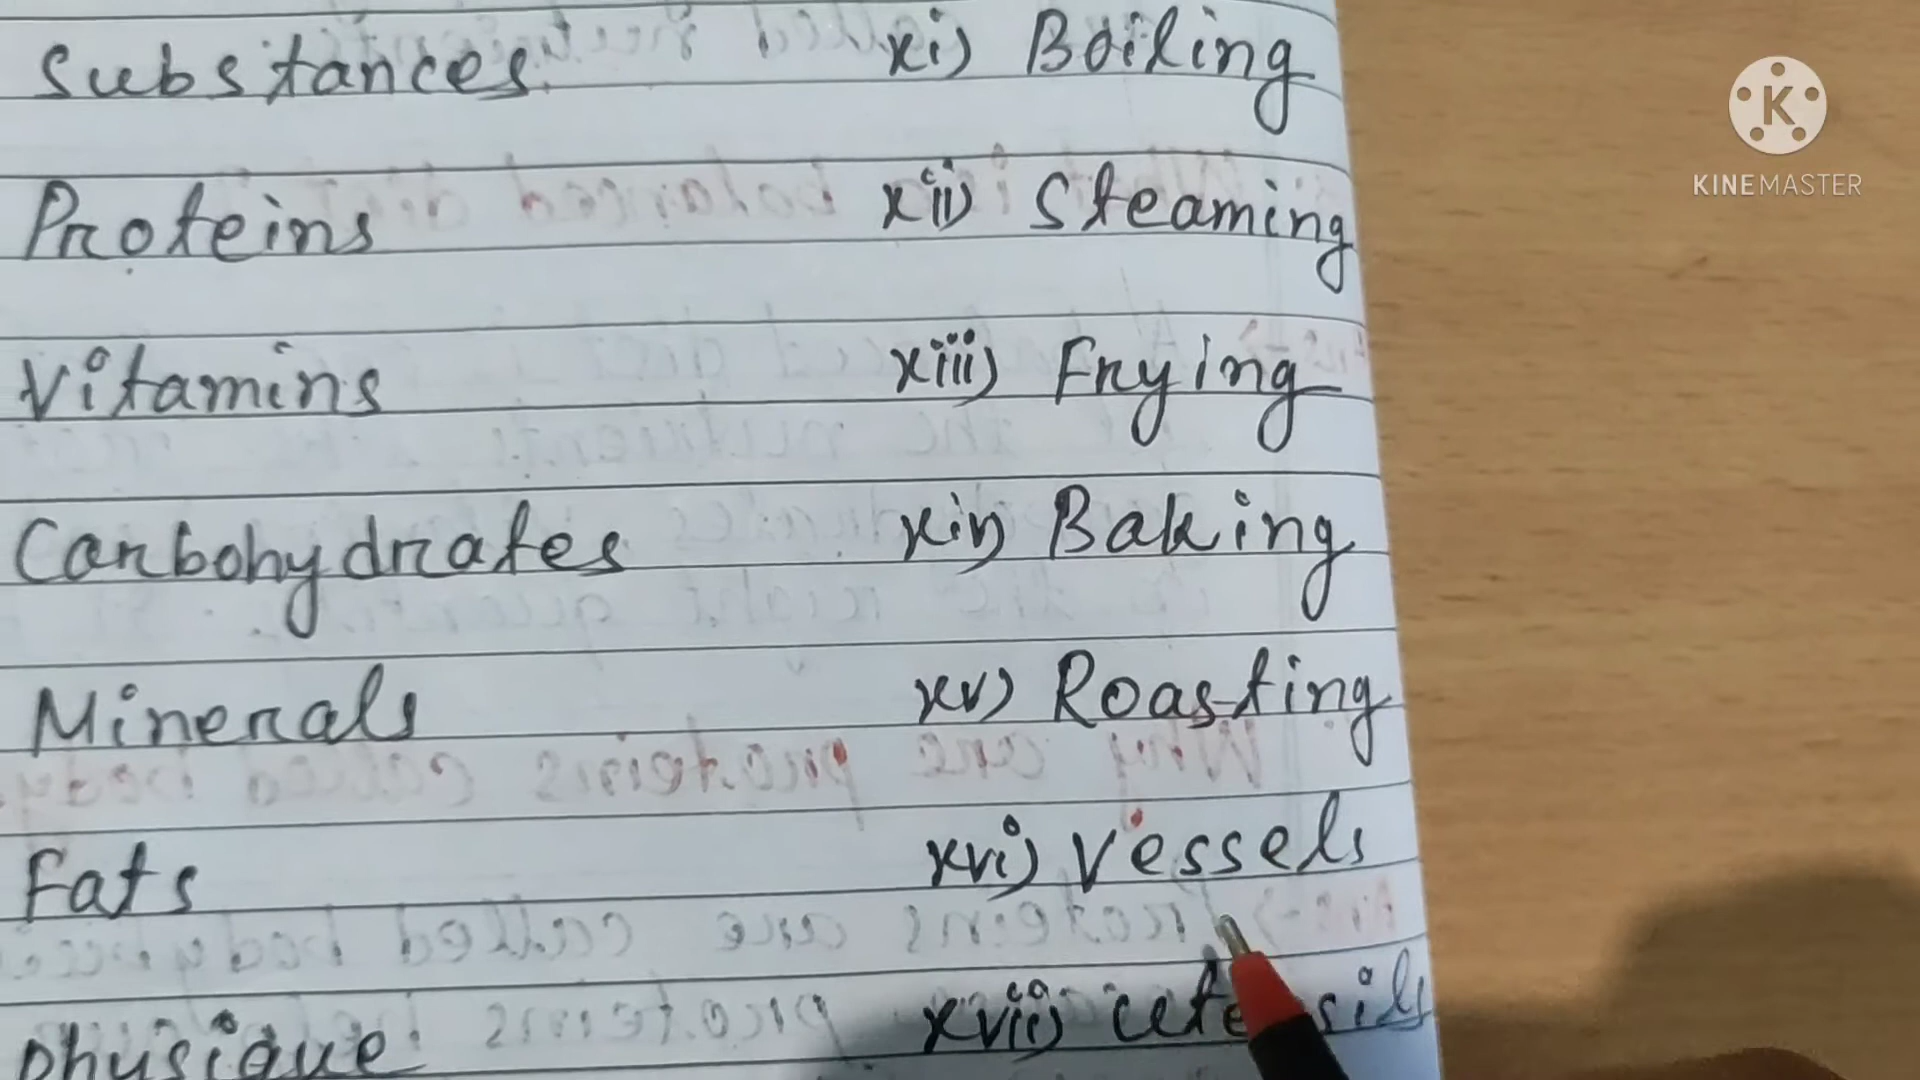 Substances xi) Boiling
Proteins xii) Steaming
Vitamins xiii) Frying
Carbohydrates xiv) Baking
Minerals xv) Roasting
Fats xvi) Vessels
Physique xvii)
K
KINEMASTER